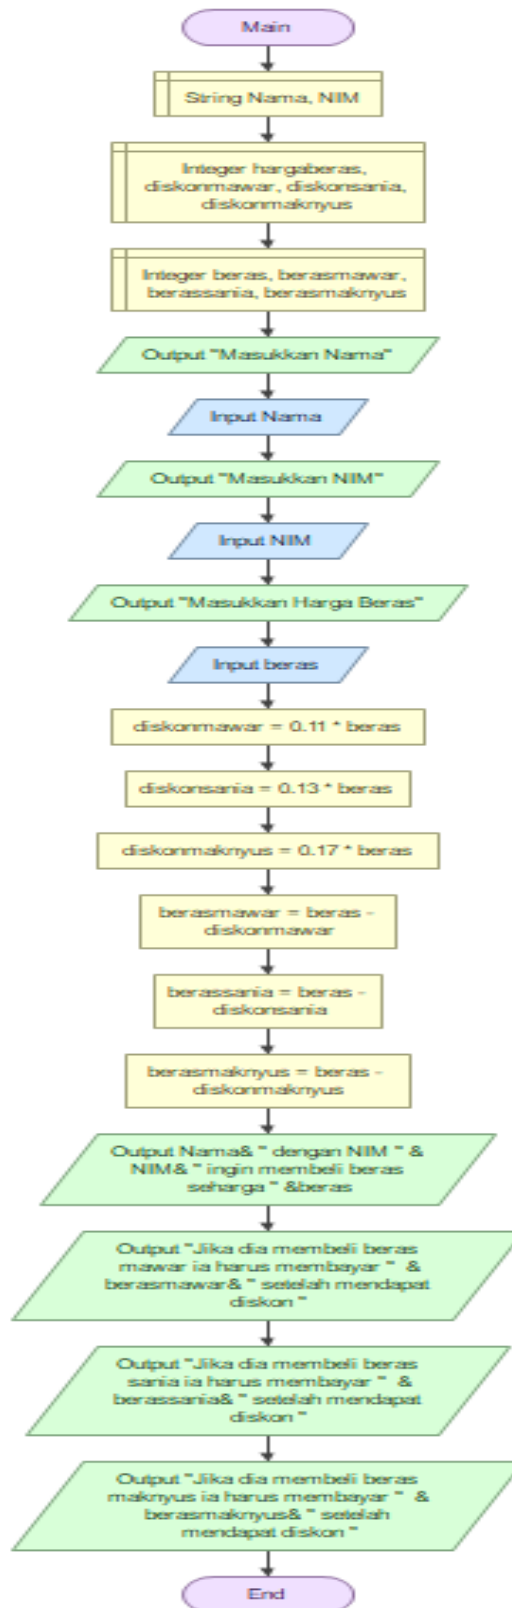 Main
String Nama, NIM
Integer hargaberas,
diskonmawar, diskonsania,
diskonmaknyus
Integer beras, berasmawar,
berassania, berasmaknyus
Output "Masukkan Nama"
Input Nama
Output "Masukkan NIM"
Input NIM
Output "Masukkan Harga Beras"
Input beras
diskonmawar = 0.11 * beras
diskonsania = 0.13 * beras
diskonmaknyus = 0.17 * beras
berasmawar = beras -
diskonmawar
berassania = beras -
diskonsania
berasmaknyus = beras -
diskonmaknyus
Output Nama& " dengan NIM " &
NIM& " ingin membeli beras
seharga " &beras
Output "Jika dia membeli beras
mawar ia harus membayar " &
berasmawar& " setelah mendapat
diskon "
Output "Jika dia membeli beras
sania ia harus membayar " &
berassania& " setelah mendapat
diskon "
Output "Jika dia membeli beras
maknyus ia harus membayar " &
berasmaknyus& " setelah
mendapat diskon "
End